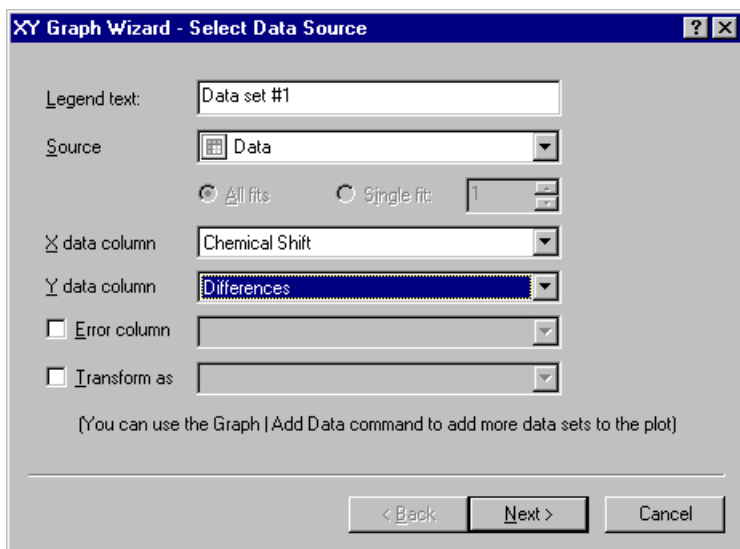 XY Graph Wizard - Select Data Source
Legend text: Data set #1
Source Data
All fits Single fit: 1
X data column Chemical Shift
Y data column Differences
Error column
Transform as
(You can use the Graph | Add Data command to add more data sets to the plot)
< Back Next > Cancel